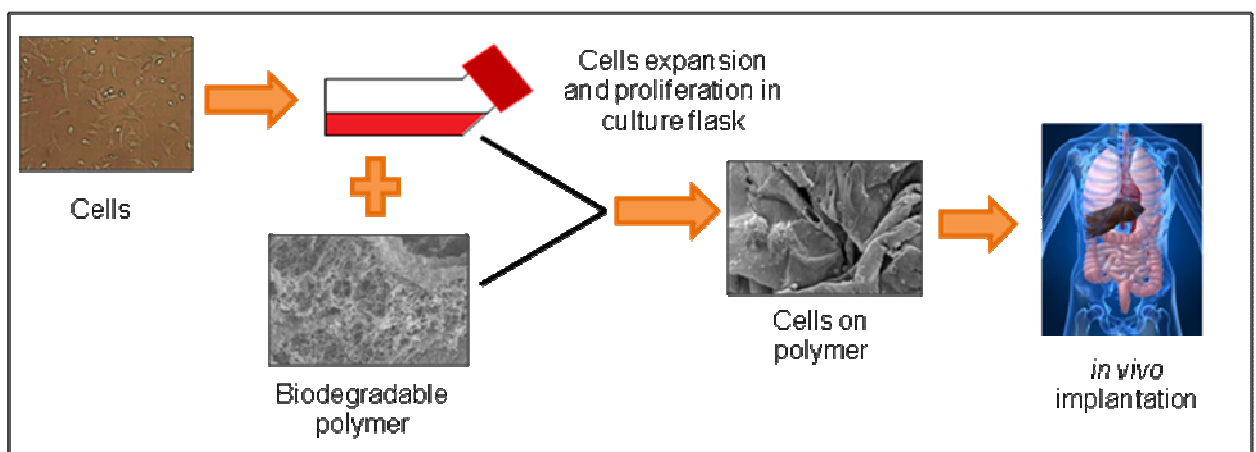 Cells
Cells expansion
and proliferation in
culture flask
Biodegradable
polymer
Cells on
polymer
in vivo
implantation